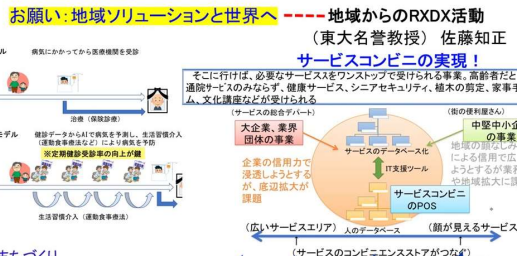 お願い：地域ソリューションと世界へ ---- 地域からのRXDX活動
（東大名誉教授） 佐藤知正
サービスコンビニの実現！
病気にかかってから医療機関を受診
治療（保険診療）
そこに行けば、必要なサービスXをワンストップで受けられる事業。高齢者だと
通院サービスのみならず、健康サービス、シニアセキュリティ、植木の剪定、家事手
ム、文化講座などが受けられる
モデル
健診データからAIで病気を予測し、生活習慣介入
（運動食事療法など）により病気を予防
※定期健診受診率の向上が鍵
生活習慣介入（運動食事療法）
（サービスの総合デパート）
（街の便利屋さん）
大企業、業界
団体の事業
中堅中小企
の事業
サービスのデータベース化
IT支援ツール
企業の信用力で
浸透しようとする
が、底辺拡大が
課題
地域の顔なじみ
による信用で広
ようとするが業務
や地域拡大に課
サービスコンビニ
のPOS
（広いサービスエリア）
人のデータベース
（顔が見えるサービス
（サービスのコンビニエンスストアがつなぐ）